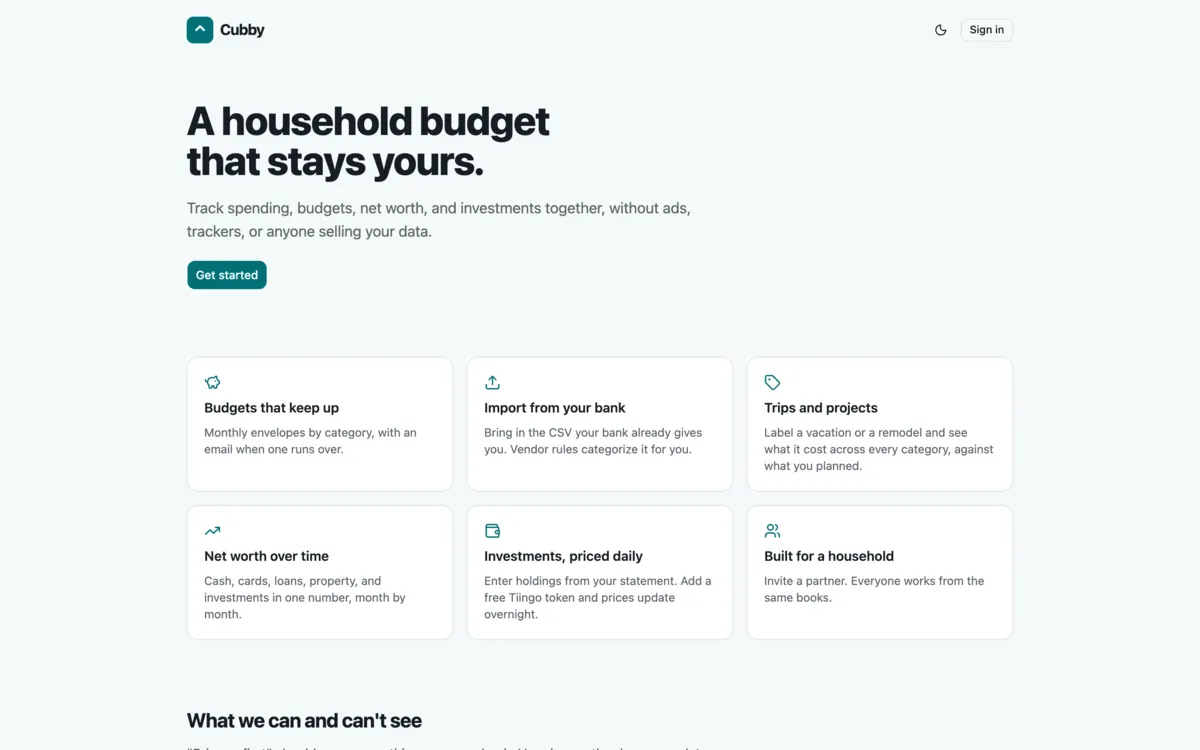 Cubby
Sign in
A household budget
that stays yours.
Track spending, budgets, net worth, and investments together, without ads,
trackers, or anyone selling your data.
Get started
Budgets that keep up
Monthly envelopes by category, with an
email when one runs over.
Import from your bank
Bring in the CSV your bank already gives
you. Vendor rules categorize it for you.
Trips and projects
Label a vacation or a remodel and see
what it cost across every category, against
what you planned.
Net worth over time
Cash, cards, loans, property, and
investments in one number, month by
month.
Investments, priced daily
Enter holdings from your statement. Add a
free Tiingo token and prices update
overnight.
Built for a household
Invite a partner. Everyone works from the
same books.
What we can and can't see